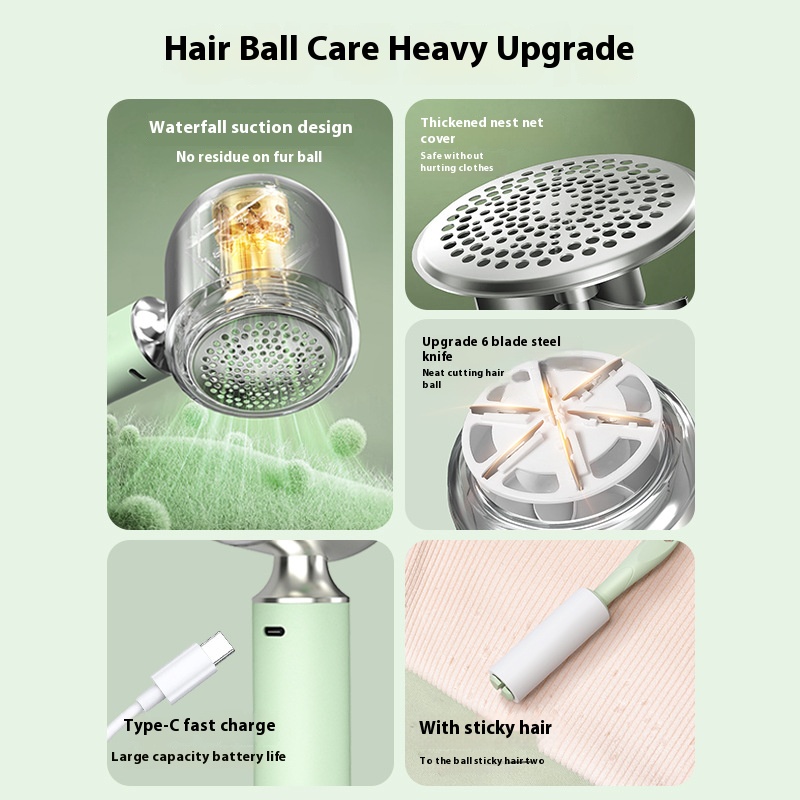 Hair Ball Care Heavy Upgrade
Waterfall suction design
No residue on fur ball
Thickened nest net
cover
Safe without
hurting clothes
Upgrade 6 blade steel
knife
Neat cutting hair
ball
Type-C fast charge
Large capacity battery life
With sticky hair
To the ball sticky hair two